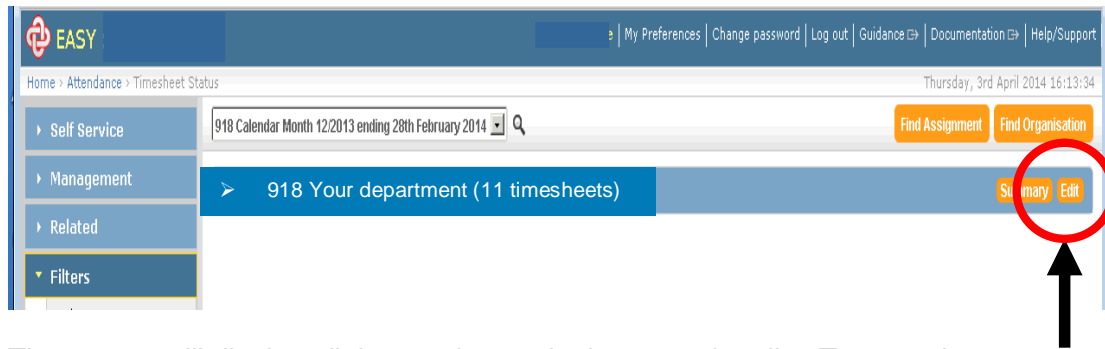 EASY
e | My Preferences | Change password | Log out | Guidance | Documentation | Help/Support
Home › Attendance › Timesheet Status
Thursday, 3rd April 2014 16:13:34
Self Service
918 Calendar Month 12/2013 ending 28th February 2014
Find Assignment Find Organisation
Management
918 Your department (11 timesheets)
Summary Edit
Related
Filters